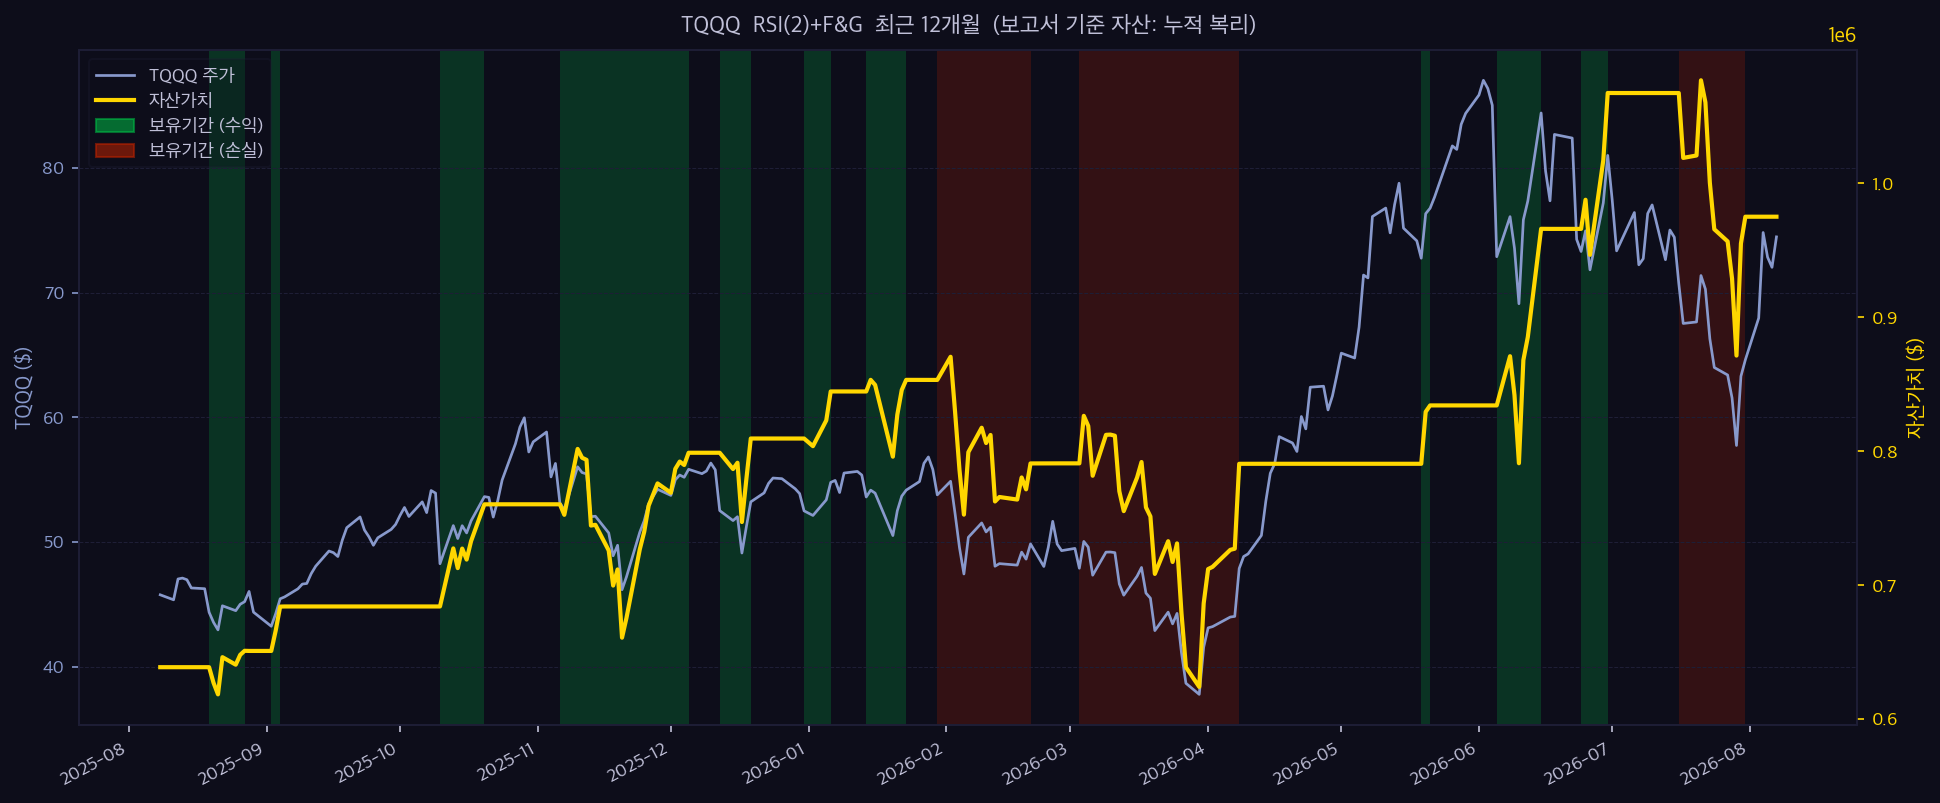 TQQQ RSI(2)+F&G 최근 12개월 (보고서 기준 자산: 누적 복리)
1e6
TQQQ 주가
자산가치
보유기간 (수익)
보유기간 (손실)
80
70
60
50
40
TQQQ ($)
1.0
0.9
0.8
0.7
0.6
자산가치 ($)
2025-08
2025-09
2025-10
2025-11
2025-12
2026-01
2026-02
2026-03
2026-04
2026-05
2026-06
2026-07
2026-08